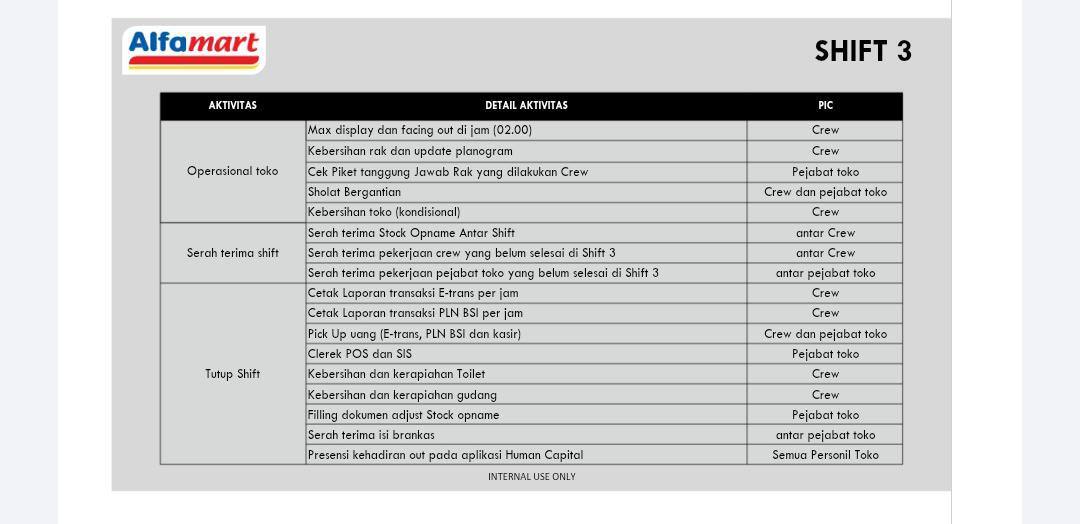 Alfamart
SHIFT 3
AKTIVITAS DETAIL AKTIVITAS PIC
Operasional toko
Max display dan facing out di jam (02.00) Crew
Kebersihan rak dan update planogram Crew
Cek Piket tanggung Jawab Rak yang dilakukan Crew Pejabat toko
Sholat Bergantian Crew dan pejabat toko
Kebersihan toko (kondisional) Crew
Serah terima shift
Serah terima Stock Opname Antar Shift antar Crew
Serah terima pekerjaan crew yang belum selesai di Shift 3 antar Crew
Serah terima pekerjaan pejabat toko yang belum selesai di Shift 3 antar pejabat toko
Tutup Shift
Cetak Laporan transaksi E-trans per jam Crew
Cetak Laporan transaksi PLN BSI per jam Crew
Pick Up uang (E-trans, PLN BSI dan kasir) Crew dan pejabat toko
Clerek POS dan SIS Pejabat toko
Kebersihan dan kerapiahan Toilet Crew
Kebersihan dan kerapiahan gudang Crew
Filling dokumen adjust Stock opname Pejabat toko
Serah terima isi brankas antar pejabat toko
Presensi kehadiran out pada aplikasi Human Capital Semua Personil Toko
INTERNAL USE ONLY